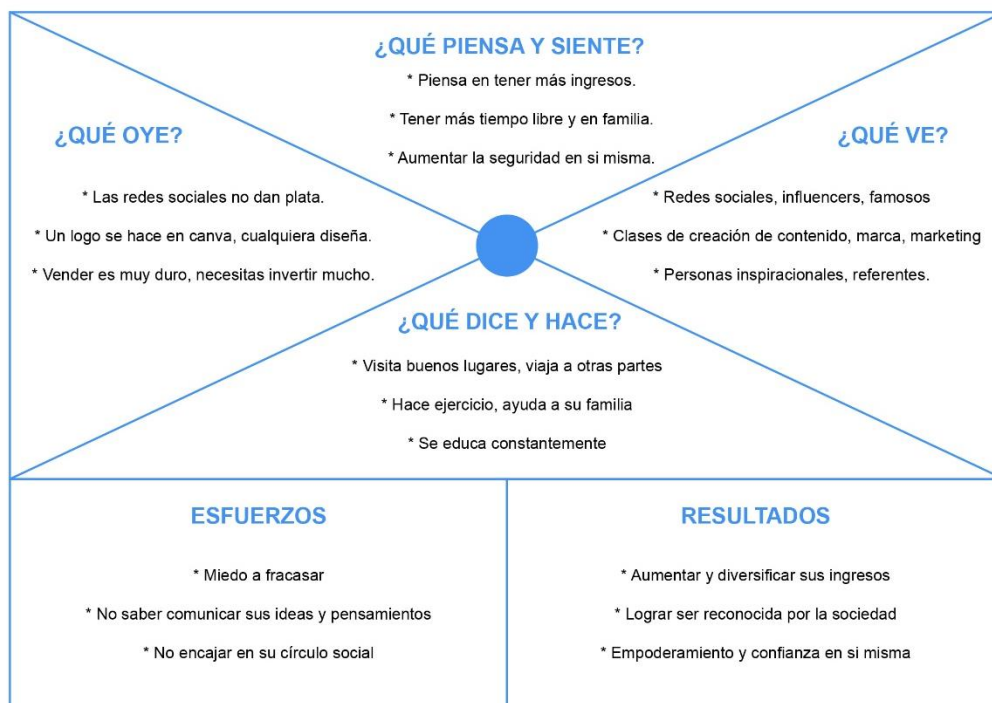 ¿QUÉ PIENSA Y SIENTE?
* Piensa en tener más ingresos.
* Tener más tiempo libre y en familia.
* Aumentar la seguridad en si misma.
¿QUÉ OYE?
* Las redes sociales no dan plata.
* Un logo se hace en canva, cualquiera diseña.
* Vender es muy duro, necesitas invertir mucho.
¿QUÉ VE?
* Redes sociales, influencers, famosos
* Clases de creación de contenido, marca, marketing
* Personas inspiracionales, referentes.
¿QUÉ DICE Y HACE?
* Visita buenos lugares, viaja a otras partes
* Hace ejercicio, ayuda a su familia
* Se educa constantemente
ESFUERZOS
* Miedo a fracasar
* No saber comunicar sus ideas y pensamientos
* No encajar en su círculo social
RESULTADOS
* Aumentar y diversificar sus ingresos
* Lograr ser reconocida por la sociedad
* Empoderamiento y confianza en si misma